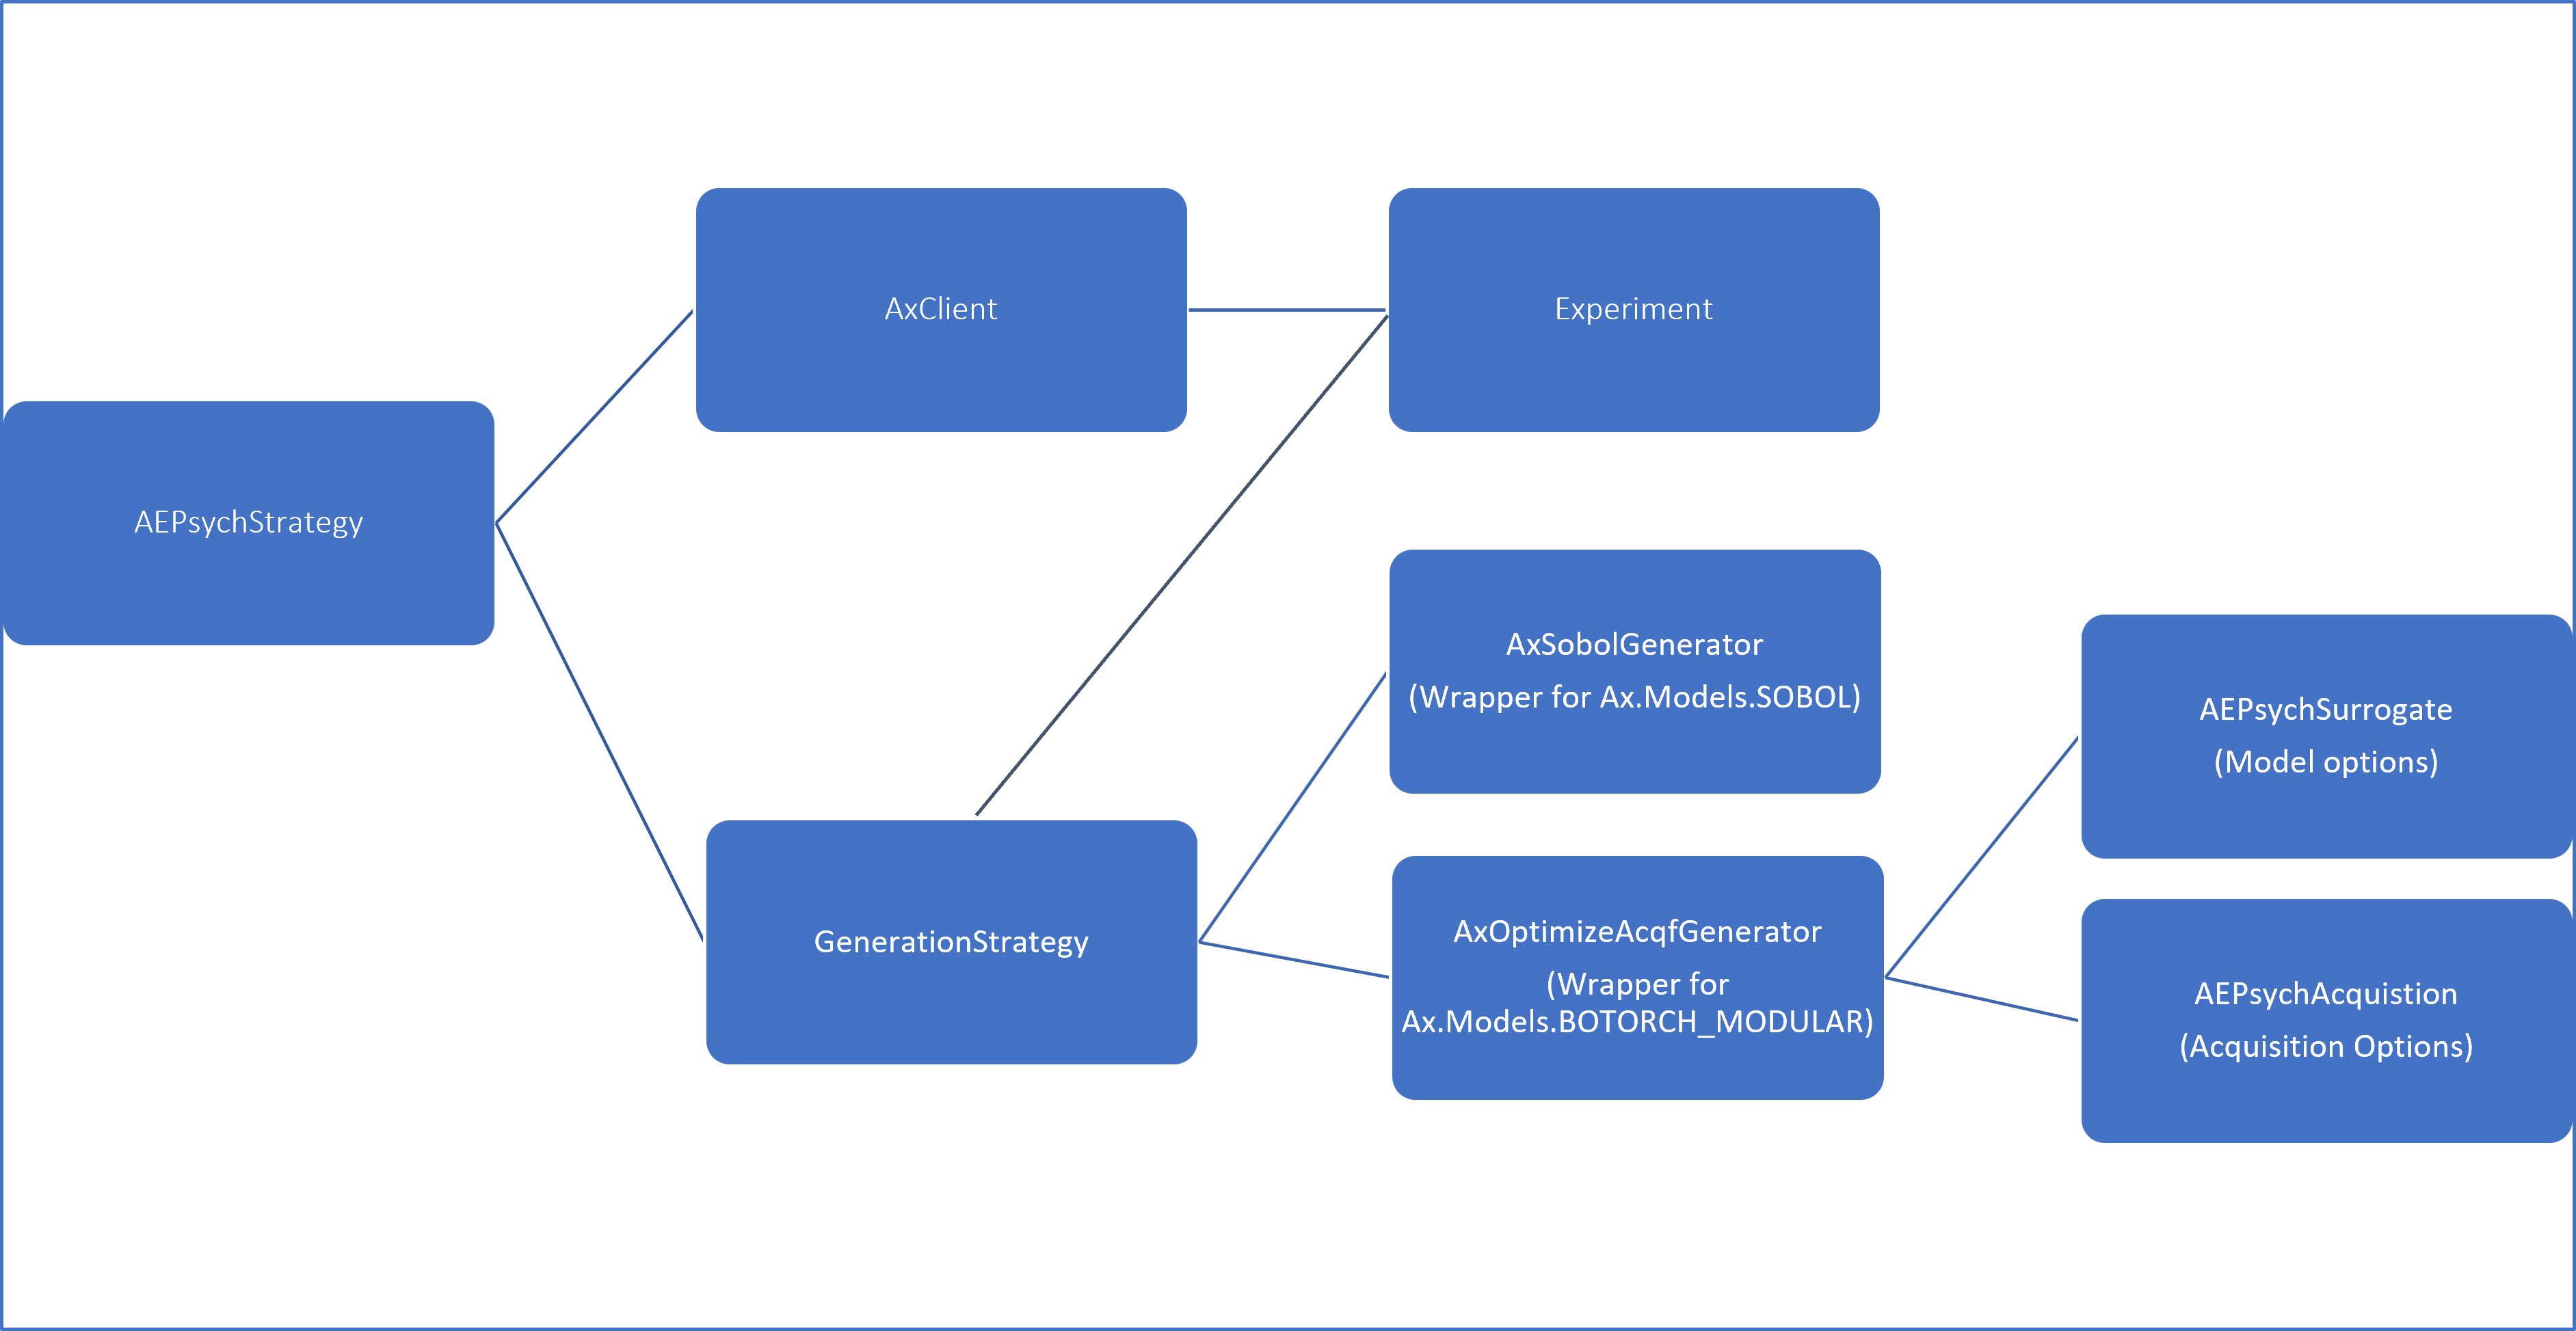 AEPsychStrategy
AxClient
Experiment
GenerationStrategy
AxSobolGenerator
(Wrapper for Ax.Models.SOBOL)
AxOptimizeAcqfGenerator
(Wrapper for
Ax.Models.BOTORCH_MODULAR)
AEPsychSurrogate
(Model options)
AEPsychAcquistion
(Acquisition Options)